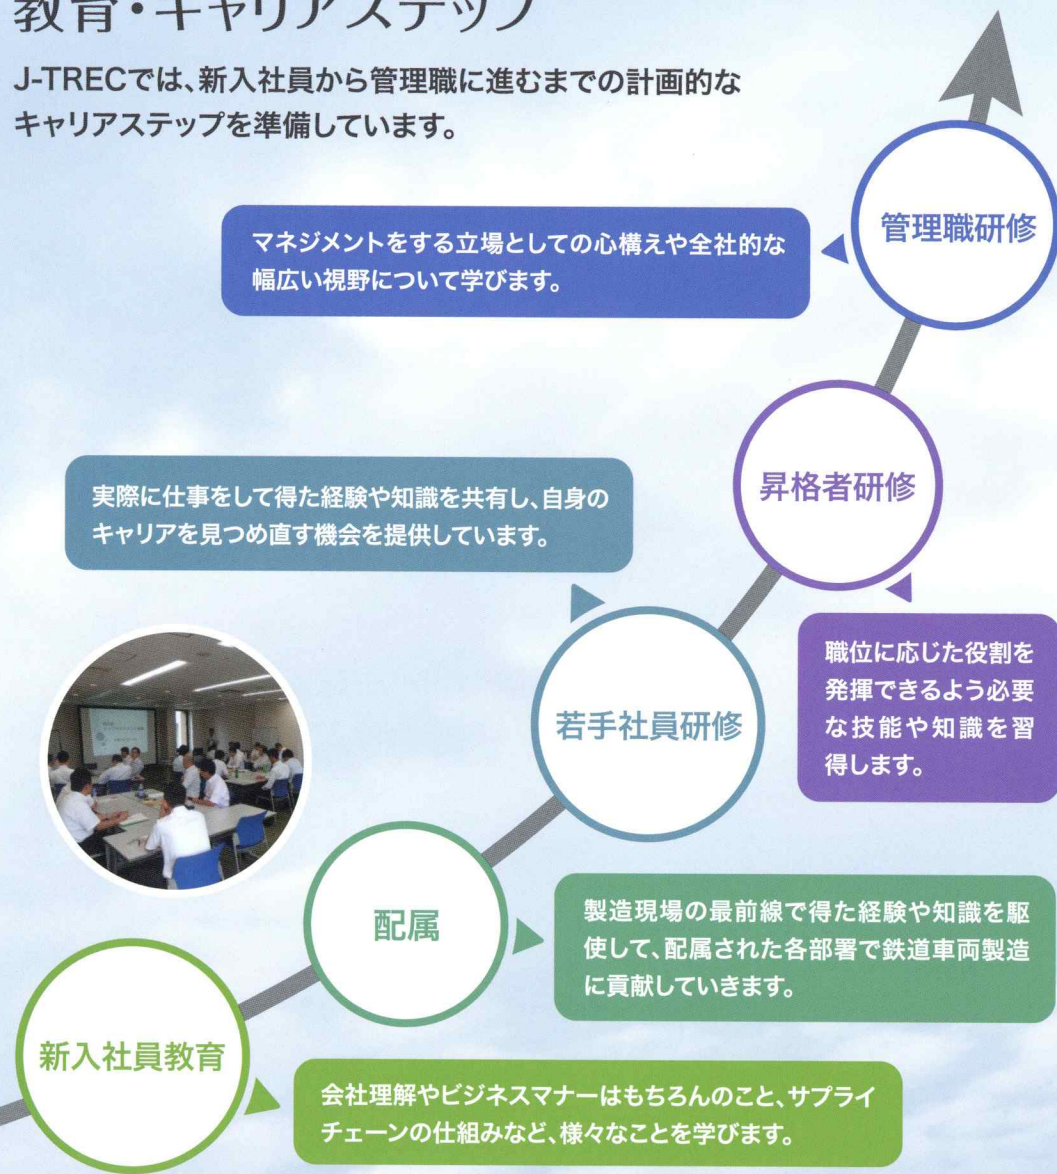 教育・キャリアステップ
J-TRECでは、新入社員から管理職に進むまでの計画的な
キャリアステップを準備しています。
管理職研修
マネジメントをする立場としての心構えや全社的な
幅広い視野について学びます。
昇格者研修
職位に応じた役割を
発揮できるよう必要
な技能や知識を習
得します。
実際に仕事をして得た経験や知識を共有し、自身の
キャリアを見つめ直す機会を提供しています。
若手社員研修
配属
製造現場の最前線で得た経験や知識を駆
使して、配属された各部署で鉄道車両製造
に貢献していきます。
新入社員教育
会社理解やビジネスマナーはもちろんのこと、サプライ
チェーンの仕組みなど、様々なことを学びます。